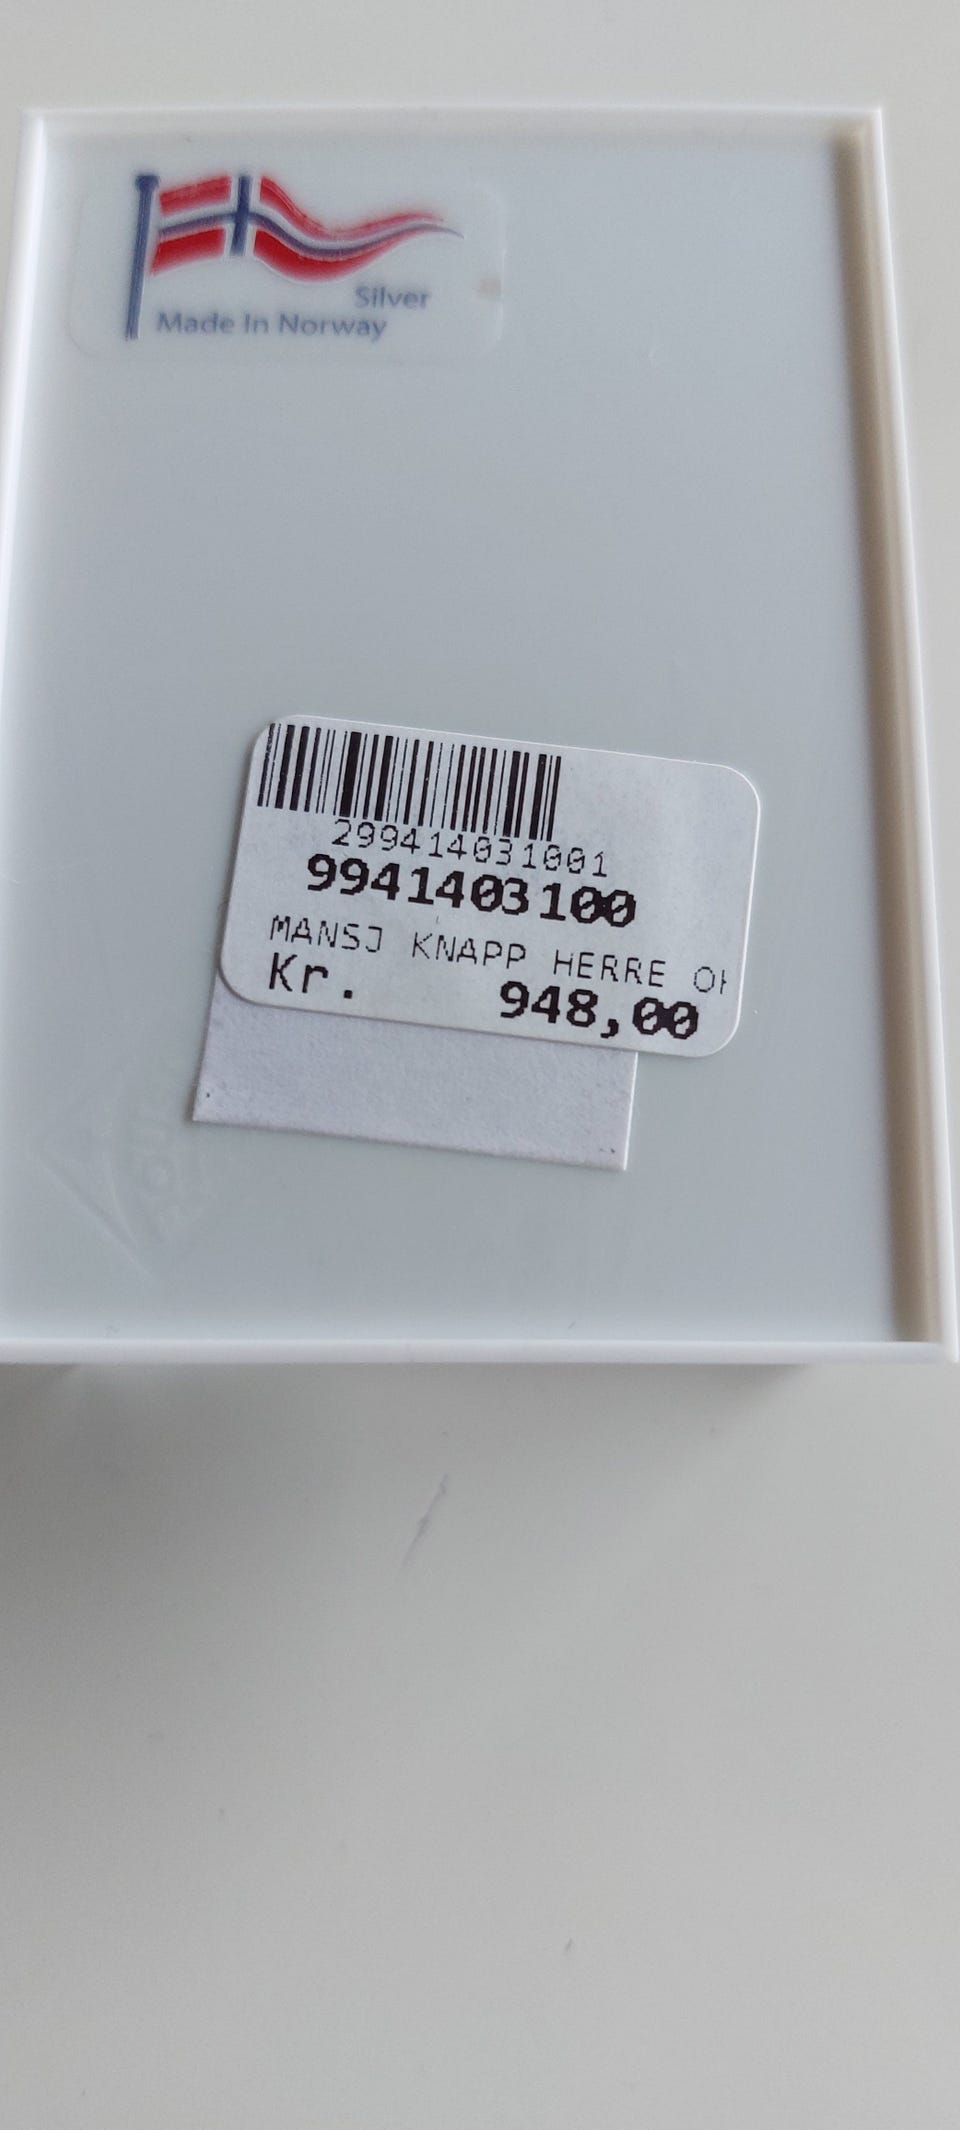 Silver
Made In Norway
299414031001
9941403100
MANSJ KNAPP HERRE
Kr. 948,00